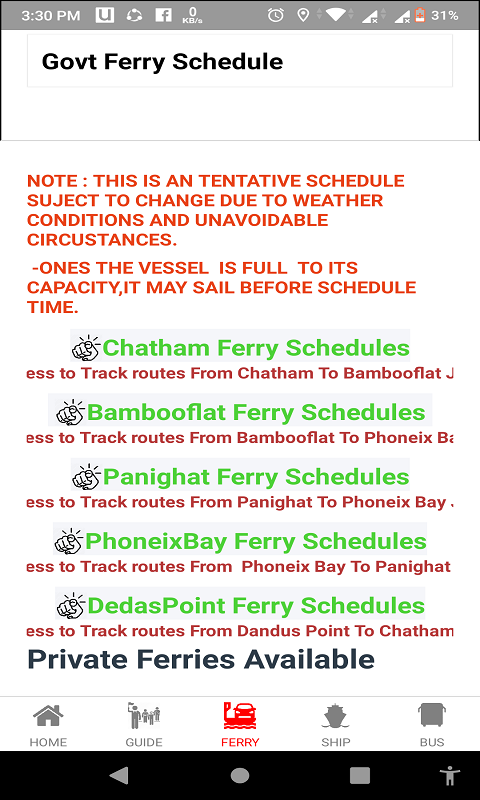 3:30 PM 0 KB/s 31%
Govt Ferry Schedule
NOTE : THIS IS AN TENTATIVE SCHEDULE
SUJECT TO CHANGE DUE TO WEATHER
CONDITIONS AND UNAVOIDABLE
CIRCUSTANCES.
-ONES THE VESSEL IS FULL TO ITS
CAPACITY,IT MAY SAIL BEFORE SCHEDULE
TIME.
Chatham Ferry Schedules
ess to Track routes From Chatham To Bambooflat J
Bambooflat Ferry Schedules
ess to Track routes From Bambooflat To Phoneix Ba
Panighat Ferry Schedules
ess to Track routes From Panighat To Phoneix Bay J
PhoneixBay Ferry Schedules
ess to Track routes From Phoneix Bay To Panighat
DedasPoint Ferry Schedules
ess to Track routes From Dandus Point To Chatham
Private Ferries Available
HOME GUIDE FERRY SHIP BUS